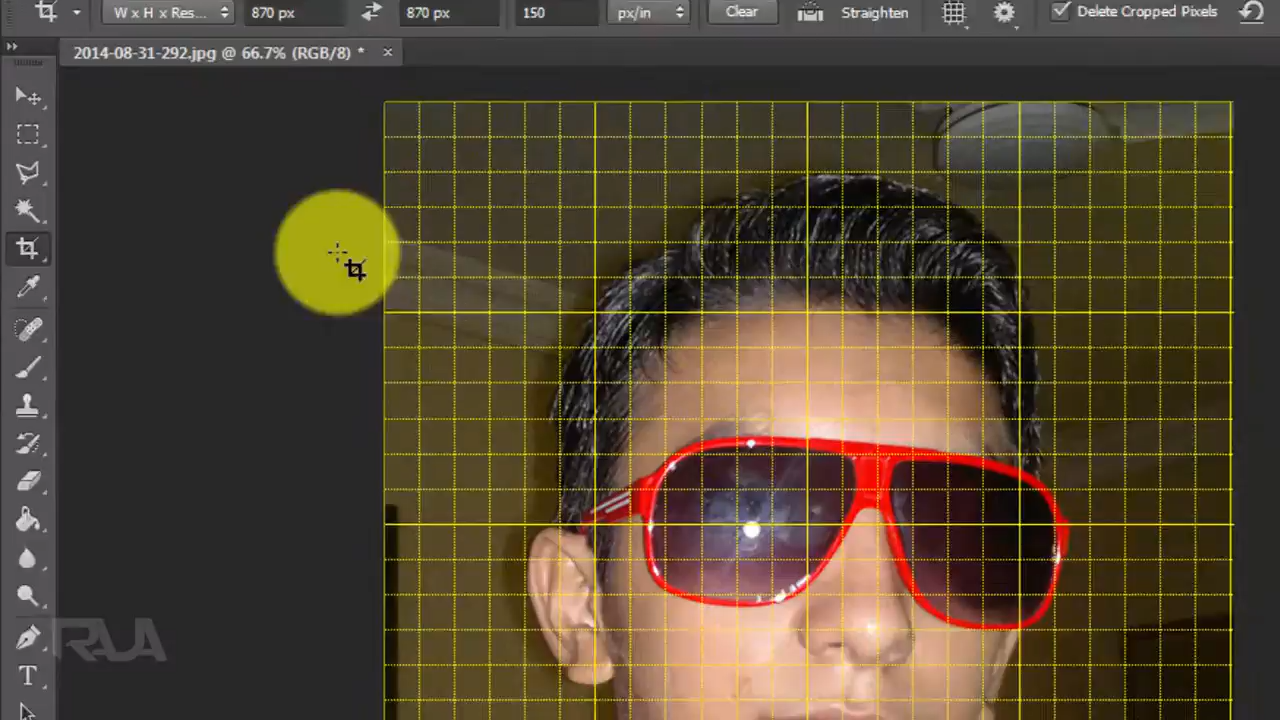 W x H x Res... 870 px 870 px 150 px/in Clear Straighten Delete Cropped Pixels
2014-08-31-292.jpg @ 66.7% (RGB/8) * ×
RAJA
T